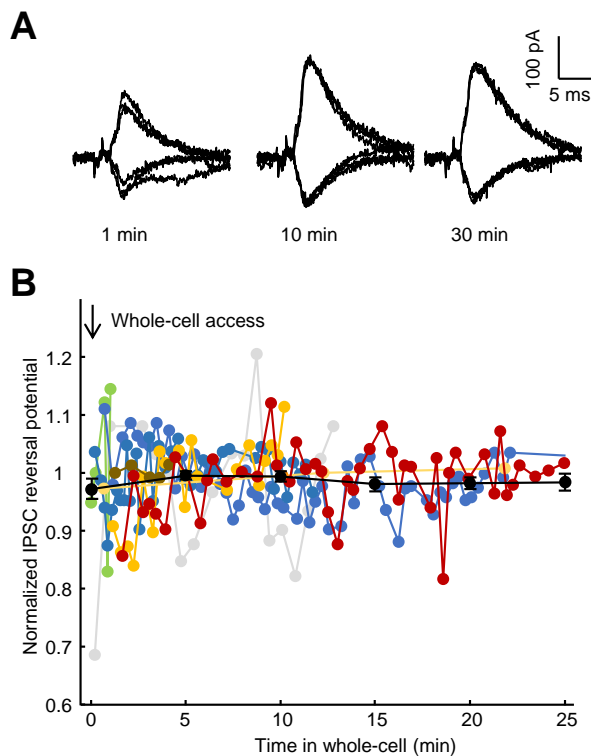 A
100 pA
5 ms
1 min
10 min
30 min
B
Whole-cell access
Normalized IPSC reversal potential
1.2
1.1
1
0.9
0.8
0.7
0.6
0
5
10
15
20
25
Time in whole-cell (min)